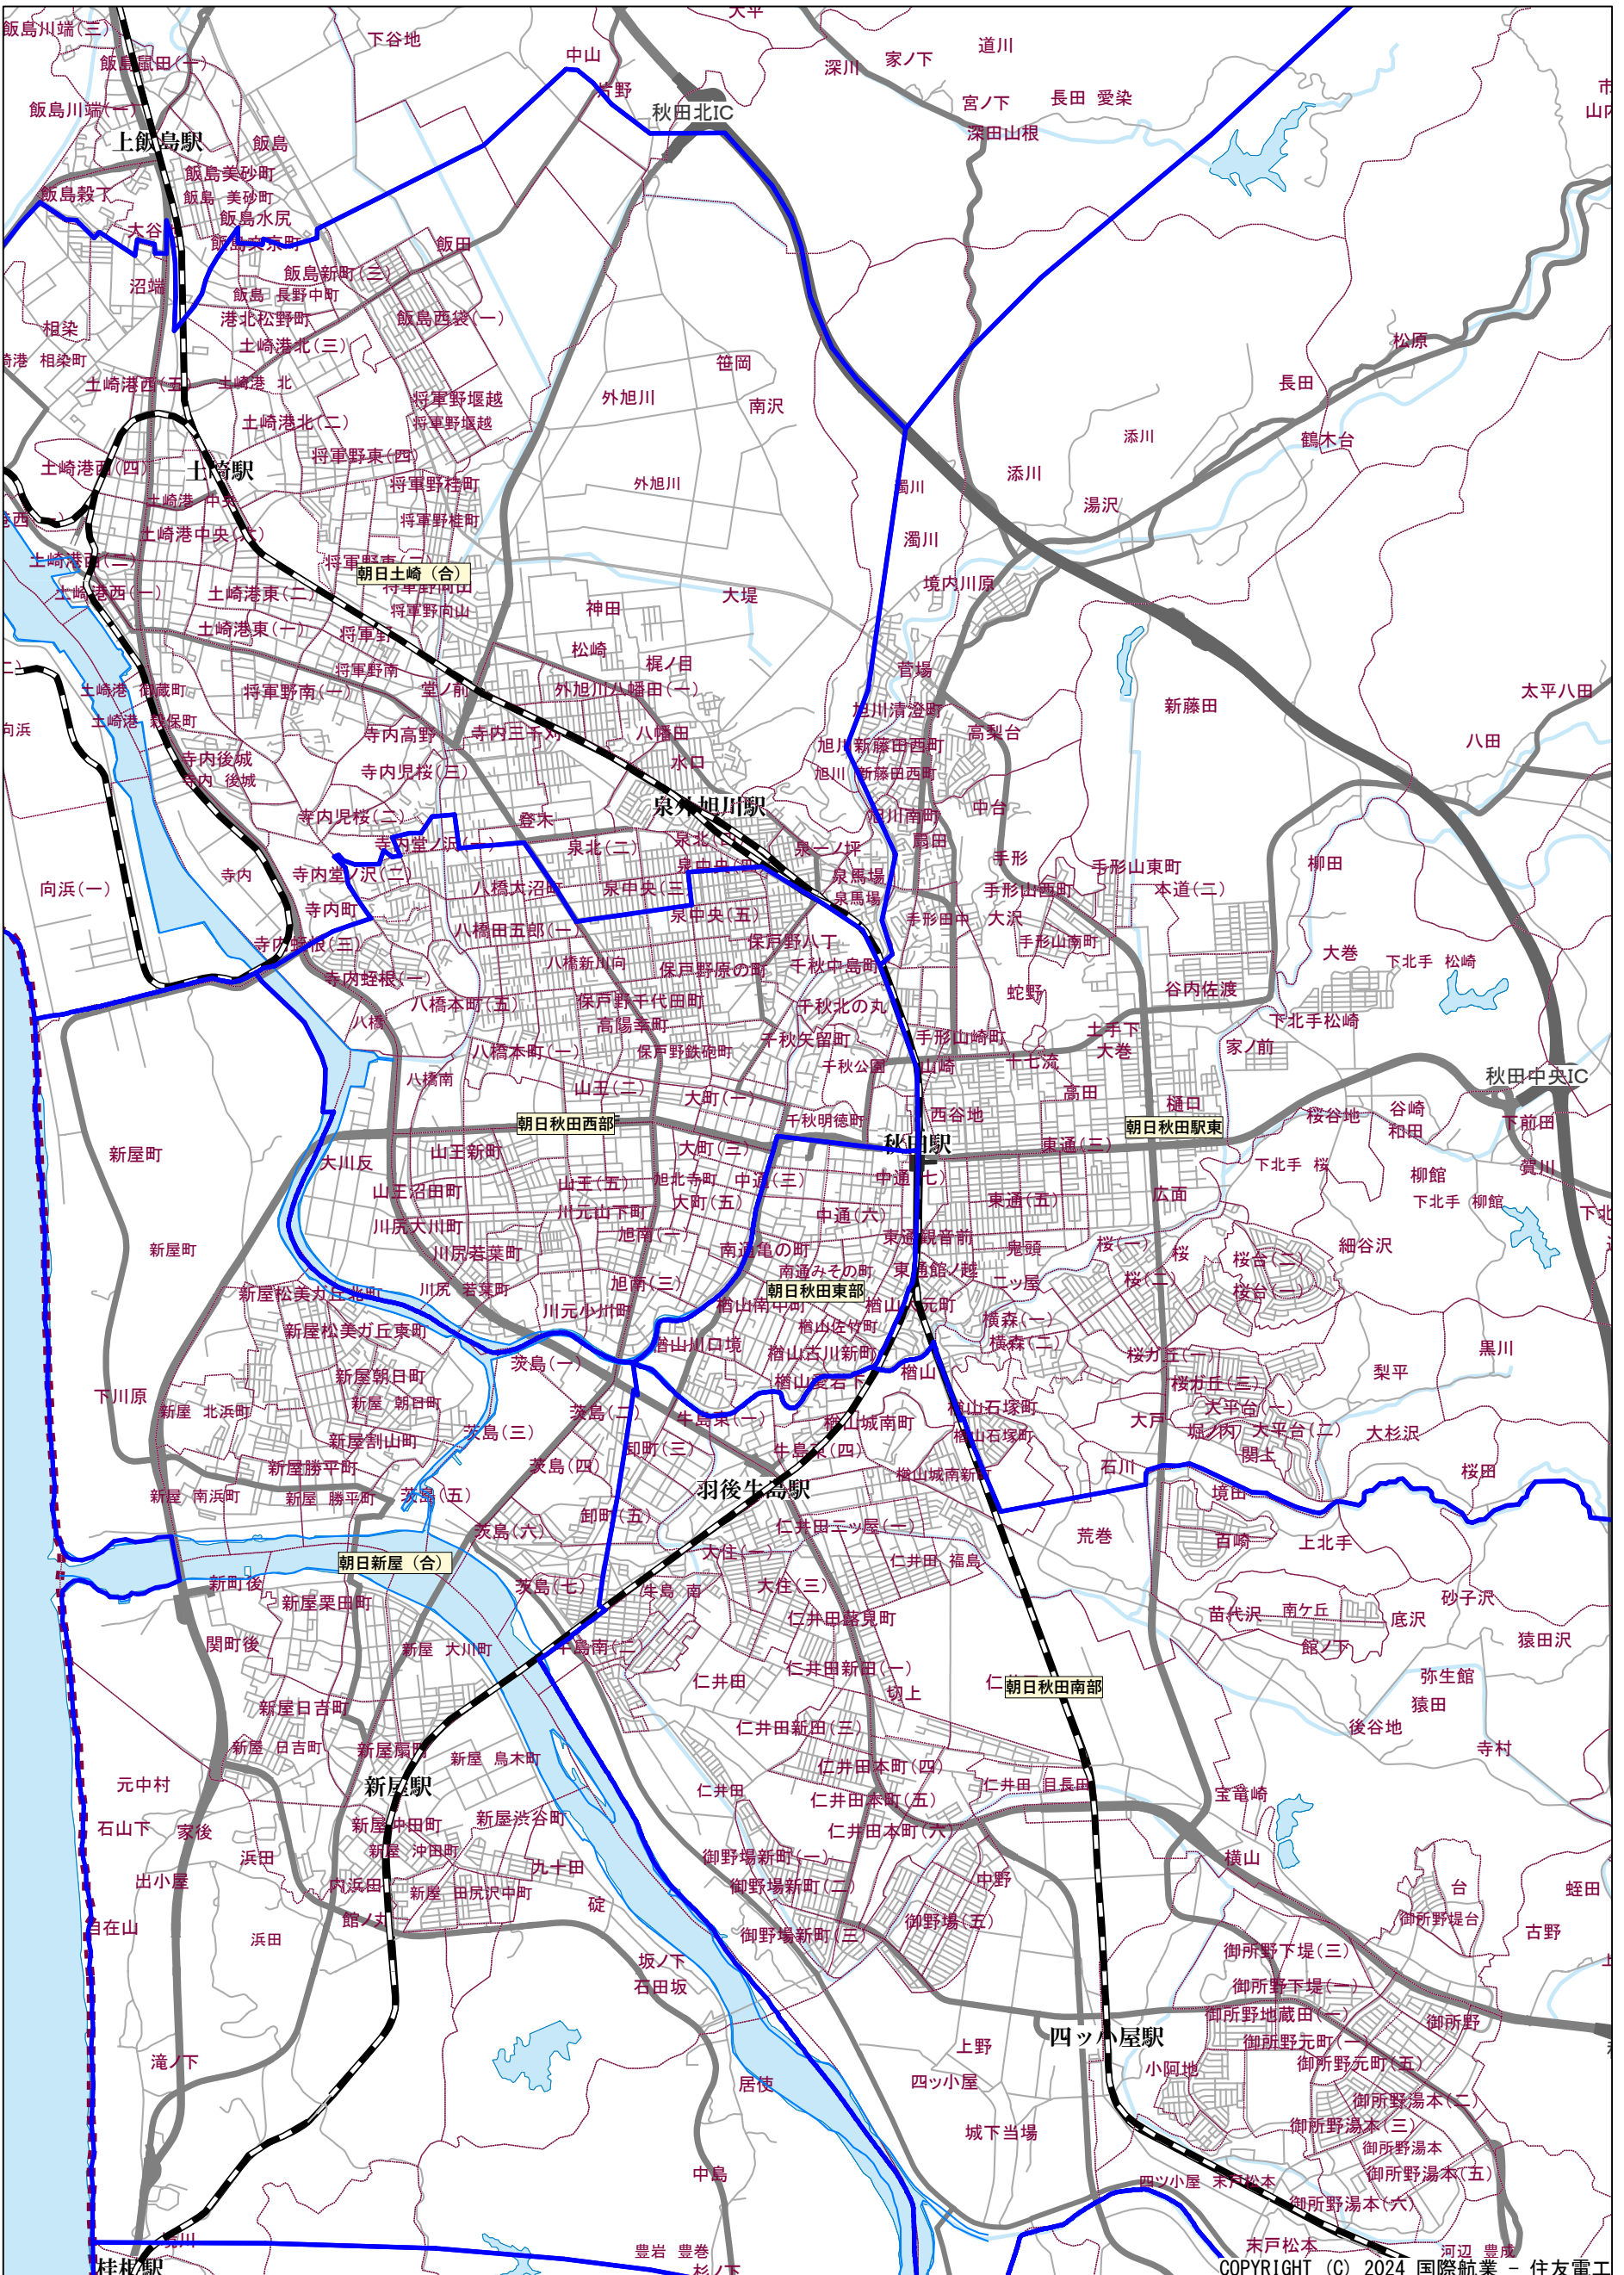 大平
飯島川端(三)
下谷地
道川
中山
家ノ下
飯島鼠田(一)
深川
片野
飯島川端(一)
秋田北IC
宮ノ下
長田 愛染
上飯島駅
飯島
深田山根
飯島美砂町
飯島穀丁
飯島 美砂町
飯島水尻
大谷
飯島文京町
飯田
飯島新町(三)
沼端
飯島 長野中町
相染
港北松野町
飯島西袋(一)
松原
土崎港北(三)
崎港 相染町
笹岡
土崎港西(五)
土崎港 北
長田
将軍野堰越
外旭川
南沢
土崎港北(二)
将軍野堰越
添川
鶴木台
将軍野東(四)
土崎港西(四)
土崎駅
添川
将軍野桂町
外旭川
濁川
土崎港 中央
湯沢
将軍野桂町
土崎港中央(六)
濁川
土崎港西(二)
朝日土崎（合）
境内川原
土崎港西(一)
土崎港東(二)
将軍野向山
大堤
将軍野向山
神田
土崎港東(一)
将軍野
松崎
梶ノ目
将軍野南
菅場
土崎港 御蔵町
将軍野南(一)
堂ノ前
外旭川八幡田(一)
太平八田
新藤田
旭川清澄町
土崎港 穀保町
向浜
寺内高野
寺内三千刈
八幡田
高梨台
八田
旭川新藤田西町
寺内後城
水口
寺内児桜(三)
旭川 新藤田西町
寺内 後城
泉外旭川駅
中台
寺内児桜(二)
登木
旭川南町
寺内堂ノ沢(一)
泉北(二)
泉一ノ坪
扇田
手形
手形山東町
柳田
寺内
寺内堂ノ沢(二)
泉中央(四)
泉馬場
向浜(一)
八橋大沼町
泉中央(三)
手形山西町
本道(二)
泉馬場
寺内町
泉中央(五)
手形田中
大沢
八橋田五郎(一)
寺内蛭根(三)
保戸野八丁
手形山南町
大巻
八橋新川向
保戸野原の町
千秋中島町
下北手 松崎
寺内蛭根(一)
谷内佐渡
八橋本町(五)
保戸野千代田町
千秋北の丸
蛇野
八橋
高陽幸町
下北手松崎
土手下
八橋本町(一)
保戸野鉄砲町
千秋矢留町
手形山崎町
大巻
家ノ前
千秋公園
山崎
十七流
八橋南
山王(二)
高田
秋田中央IC
大町(一)
樋口
朝日秋田西部
千秋明徳町
西谷地
朝日秋田駅東
桜谷地
谷崎
和田
下前田
新屋町
山王新町
大町(三)
秋田駅
東通(三)
大川反
下北手 桜
賀川
山王沼田町
山王(五)
旭北寺町
中通(三)
中通(七)
柳館
川元山下町
大町(五)
東通(五)
広面
下北手 柳館
川尻大川町
旭南(一)
中通(六)
新屋町
川尻若葉町
南通亀の町
東通観音前
鬼頭
桜(一)
桜
桜台(二)
細谷沢
南通みその町
東通館ノ越
新屋松美ガ丘北町
川尻 若葉町
旭南(三)
朝日秋田東部
二ッ屋
桜(二)
桜台(一)
川元小川町
楢山南中町
楢山太元町
新屋松美ガ丘東町
楢山佐竹町
横森(一)
楢山川口境
楢山古川新町
横森(二)
茨島(一)
桜ガ丘(一)
黒川
新屋朝日町
楢山愛宕下
楢山
梨平
桜ガ丘(三)
下川原
新屋 北浜町
新屋 朝日町
茨島(二)
楢山石塚町
大平台(一)
牛島東(一)
楢山城南町
大戸
新屋割山町
茨島(三)
楢山石塚町
堀ノ内
大平台(二)
大杉沢
卸町(三)
牛島東(四)
関上
新屋勝平町
茨島(四)
楢山城南新町
石川
桜田
新屋 南浜町
新屋 勝平町
茨島(五)
羽後牛島駅
境田
卸町(五)
茨島(六)
仁井田二ッ屋(一)
荒巻
百崎
上北手
朝日新屋（合）
大住(一)
仁井田 福島
新町後
茨島(七)
牛島 南
大住(三)
砂子沢
新屋栗田町
苗代沢
南ケ丘
底沢
仁井田蕗見町
関町後
新屋 大川町
牛島南(二)
館ノ下
猿田沢
仁井田
仁井田新田(一)
切上
朝日秋田南部
弥生館
新屋日吉町
仁井田新田(三)
猿田
後谷地
新屋 日吉町
新屋扇町
新屋 鳥木町
仁井田本町(四)
寺村
元中村
新屋駅
仁井田
仁井田 目長田
宝竜崎
仁井田本町(五)
石山下
家後
新屋沖田町
新屋渋谷町
仁井田本町(六)
浜田
新屋 沖田町
御野場新町(一)
横山
出小屋
内浜田
新屋 田尻沢中町
九十田
御野場新町(二)
中野
台
蛭田
館ノ丸
碇
御野場(五)
御所野堤台
自在山
浜田
御野場新町(三)
古野
坂ノ下
御所野下堤(三)
石田坂
御所野下堤(一)
御所野地蔵田(一)
御所野
四ッ小屋駅
上野
御所野元町(一)
滝ノ下
小阿地
御所野元町(五)
居使
四ッ小屋
御所野湯本(二)
城下当場
御所野湯本(三)
御所野湯本
中島
御所野湯本(五)
四ツ小屋 末戸松本
御所野湯本(六)
末戸松本
豊岩 豊巻
河辺 豊成
桂根駅
杉ノ下
COPYRIGHT (C) 2024 国際航業 - 住友電工